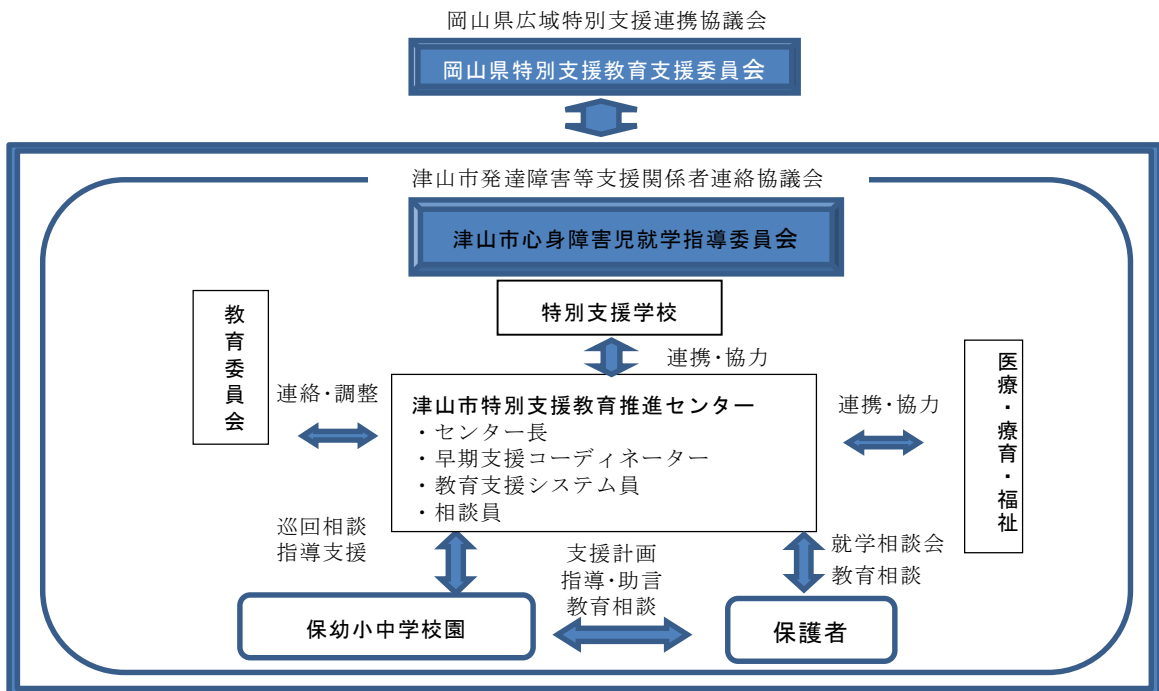 岡山県広域特別支援連携協議会
岡山県特別支援教育支援委員会
津山市発達障害等支援関係者連絡協議会
津山市心身障害児就学指導委員会
特別支援学校
教育委員会
連携・協力
医療・療育・福祉
連絡・調整
津山市特別支援教育推進センター
・センター長
・早期支援コーディネーター
・教育支援システム員
・相談員
連携・協力
巡回相談
指導支援
支援計画
指導・助言
教育相談
就学相談会
教育相談
保幼小中学校園
保護者